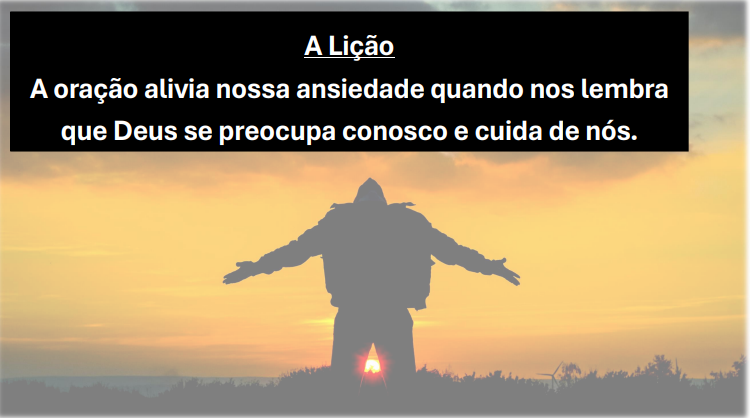 A Lição
A oração alivia nossa ansiedade quando nos lembra
que Deus se preocupa conosco e cuida de nós.